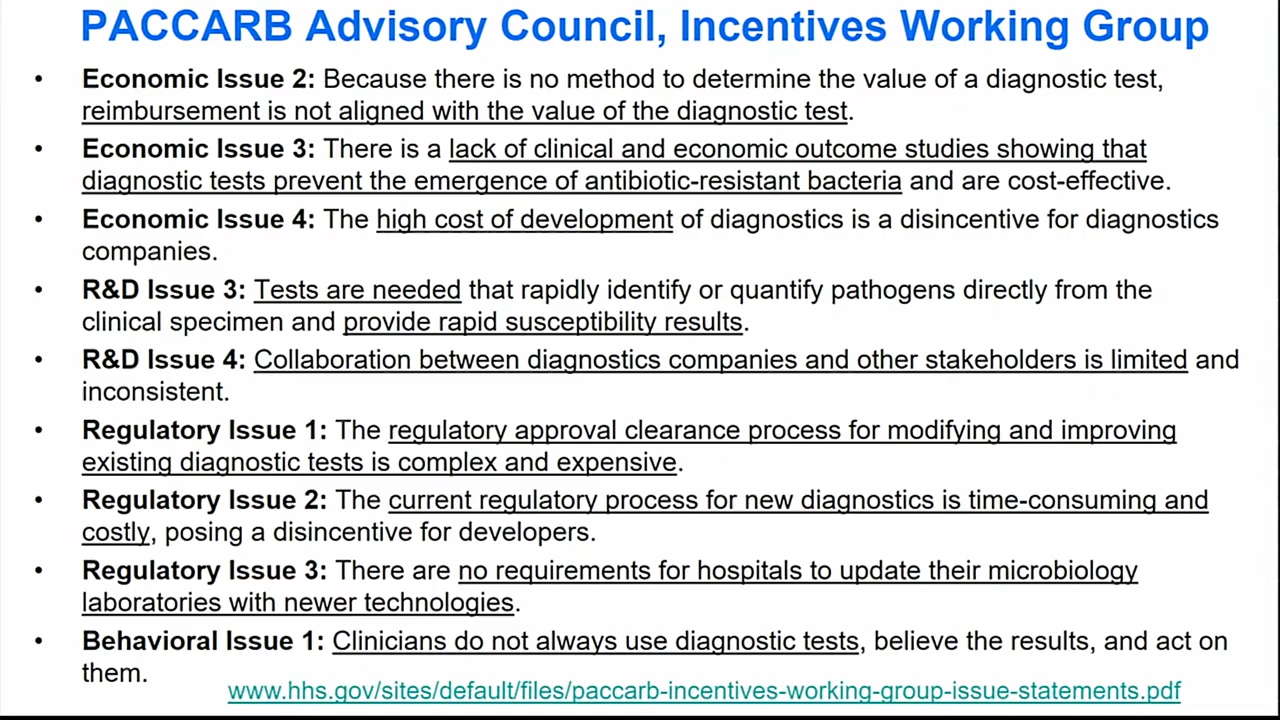 PACCARB Advisory Council, Incentives Working Group
• Economic Issue 2: Because there is no method to determine the value of a diagnostic test,
reimbursement is not aligned with the value of the diagnostic test.
• Economic Issue 3: There is a lack of clinical and economic outcome studies showing that
diagnostic tests prevent the emergence of antibiotic-resistant bacteria and are cost-effective.
• Economic Issue 4: The high cost of development of diagnostics is a disincentive for diagnostics
companies.
• R&D Issue 3: Tests are needed that rapidly identify or quantify pathogens directly from the
clinical specimen and provide rapid susceptibility results.
• R&D Issue 4: Collaboration between diagnostics companies and other stakeholders is limited and
inconsistent.
• Regulatory Issue 1: The regulatory approval clearance process for modifying and improving
existing diagnostic tests is complex and expensive.
• Regulatory Issue 2: The current regulatory process for new diagnostics is time-consuming and
costly, posing a disincentive for developers.
• Regulatory Issue 3: There are no requirements for hospitals to update their microbiology
laboratories with newer technologies.
• Behavioral Issue 1: Clinicians do not always use diagnostic tests, believe the results, and act on
them.
www.hhs.gov/sites/default/files/paccarb-incentives-working-group-issue-statements.pdf